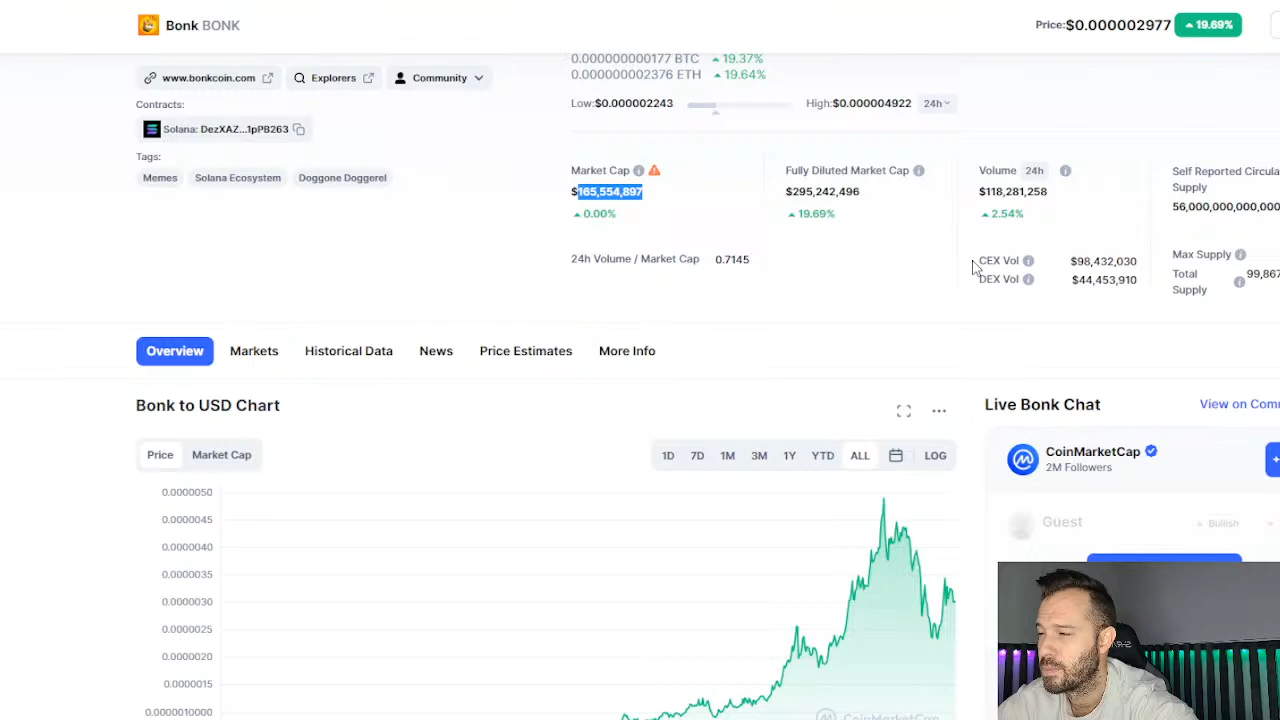 Bonk BONK
Price:$0.000002977 19.69%
0.000000000177 BTC 19.37%
0.000000002376 ETH 19.64%
www.bonkcoin.com Explorers Community
Low:$0.000002243 High:$0.000004922 24h
Contracts:
Solana: DezXAZ...1pPB263
Tags:
Memes Solana Ecosystem Doggone Doggerel
Market Cap
$165,554,897
0.00%
24h Volume / Market Cap 0.7145
Fully Diluted Market Cap
$295,242,496
19.69%
Volume 24h
$118,281,258
2.54%
CEX Vol $98,432,030
DEX Vol $44,453,910
Self Reported Circula
Supply
56,000,000,000,000
Max Supply
Total
Supply
99,867
Overview Markets Historical Data News Price Estimates More Info
Bonk to USD Chart
Price Market Cap
1D 7D 1M 3M 1Y YTD ALL LOG
0.0000050
0.0000045
0.0000040
0.0000035
0.0000030
0.0000025
0.0000020
0.0000015
0.0000010000
CoinMarketCap
Live Bonk Chat
View on Com
CoinMarketCap
2M Followers
Guest
Bullish